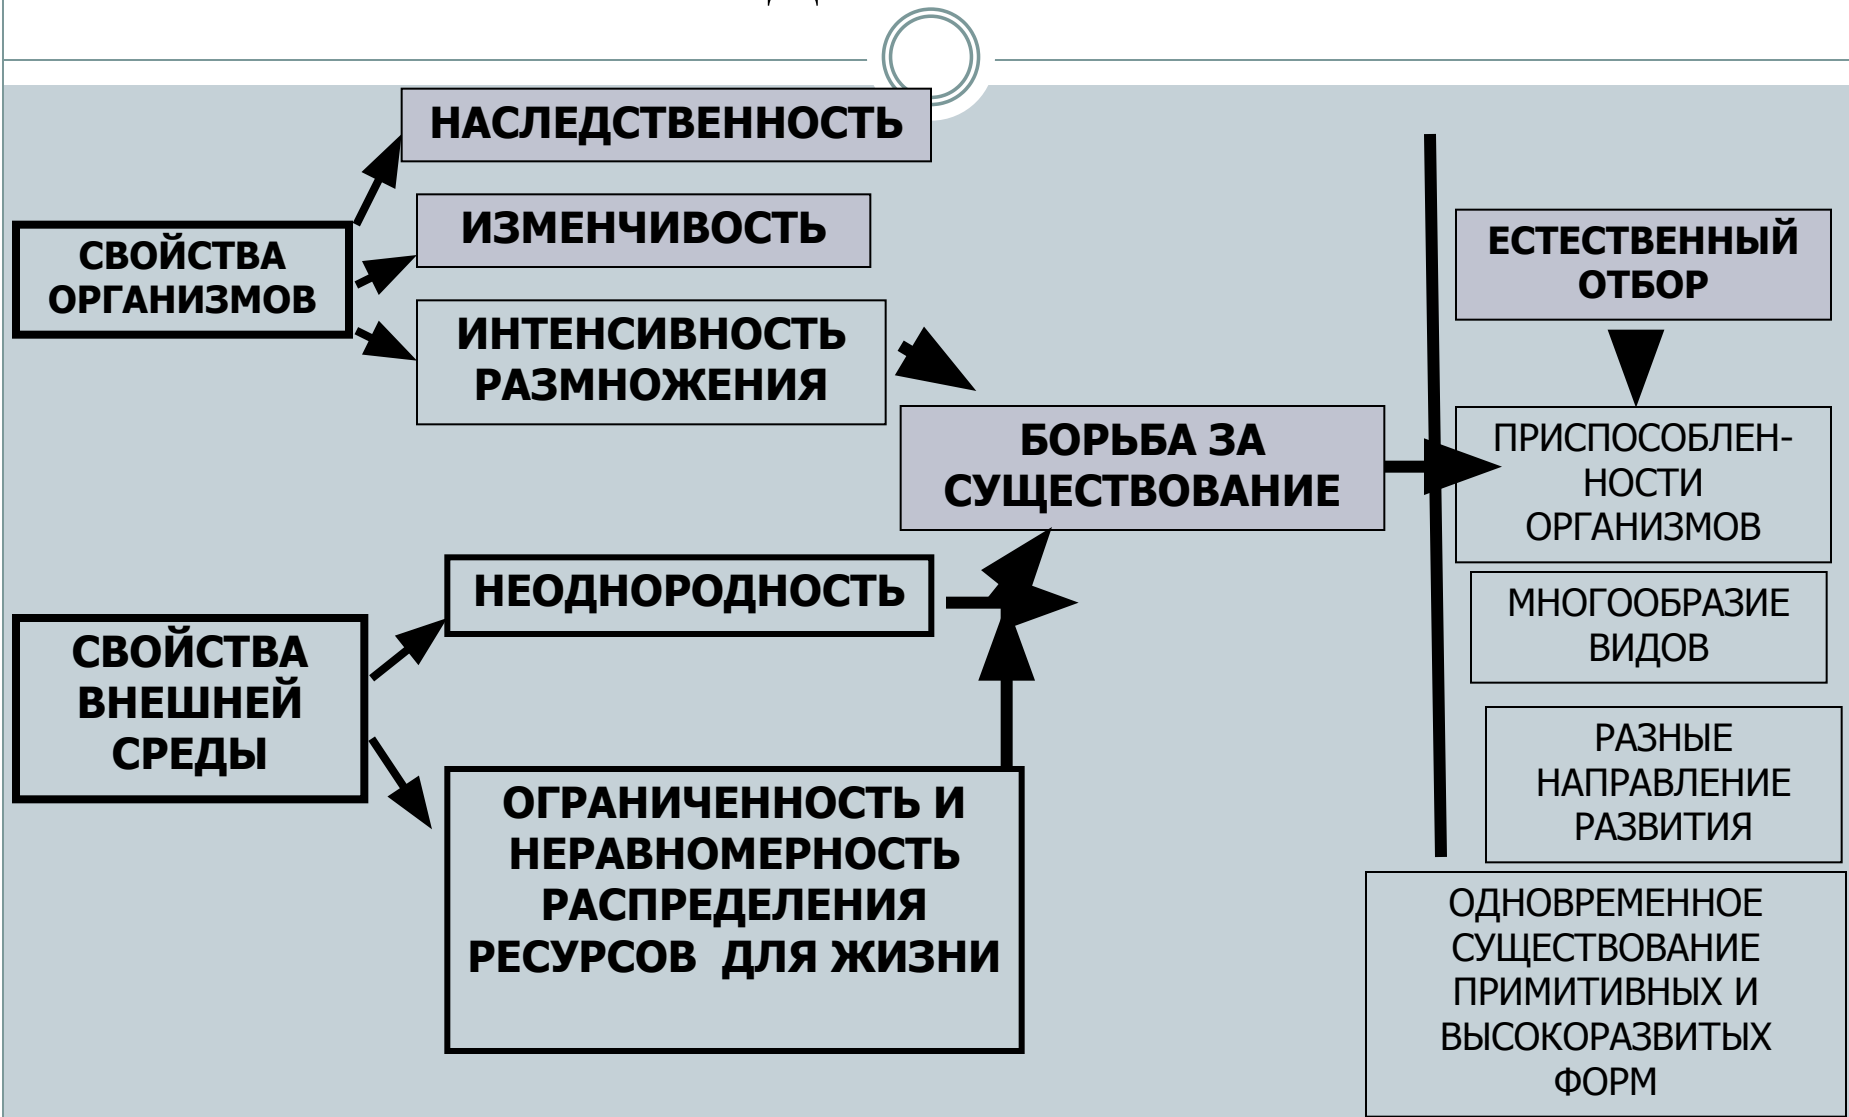 НАСЛЕДСТВЕННОСТЬ
ИЗМЕНЧИВОСТЬ
СВОЙСТВА
ОРГАНИЗМОВ
ИНТЕНСИВНОСТЬ
РАЗМНОЖЕНИЯ
БОРЬБА ЗА
СУЩЕСТВОВАНИЕ
НЕОДНОРОДНОСТЬ
СВОЙСТВА
ВНЕШНЕЙ
СРЕДЫ
ОГРАНИЧЕННОСТЬ И
НЕРАВНОМЕРНОСТЬ
РАСПРЕДЕЛЕНИЯ
РЕСУРСОВ ДЛЯ ЖИЗНИ
ЕСТЕСТВЕННЫЙ
ОТБОР
ПРИСПОСОБЛЕН-
НОСТИ
ОРГАНИЗМОВ
МНОГООБРАЗИЕ
ВИДОВ
РАЗНЫЕ
НАПРАВЛЕНИЕ
РАЗВИТИЯ
ОДНОВРЕМЕННОЕ
СУЩЕСТВОВАНИЕ
ПРИМИТИВНЫХ И
ВЫСОКОРАЗВИТЫХ
ФОРМ